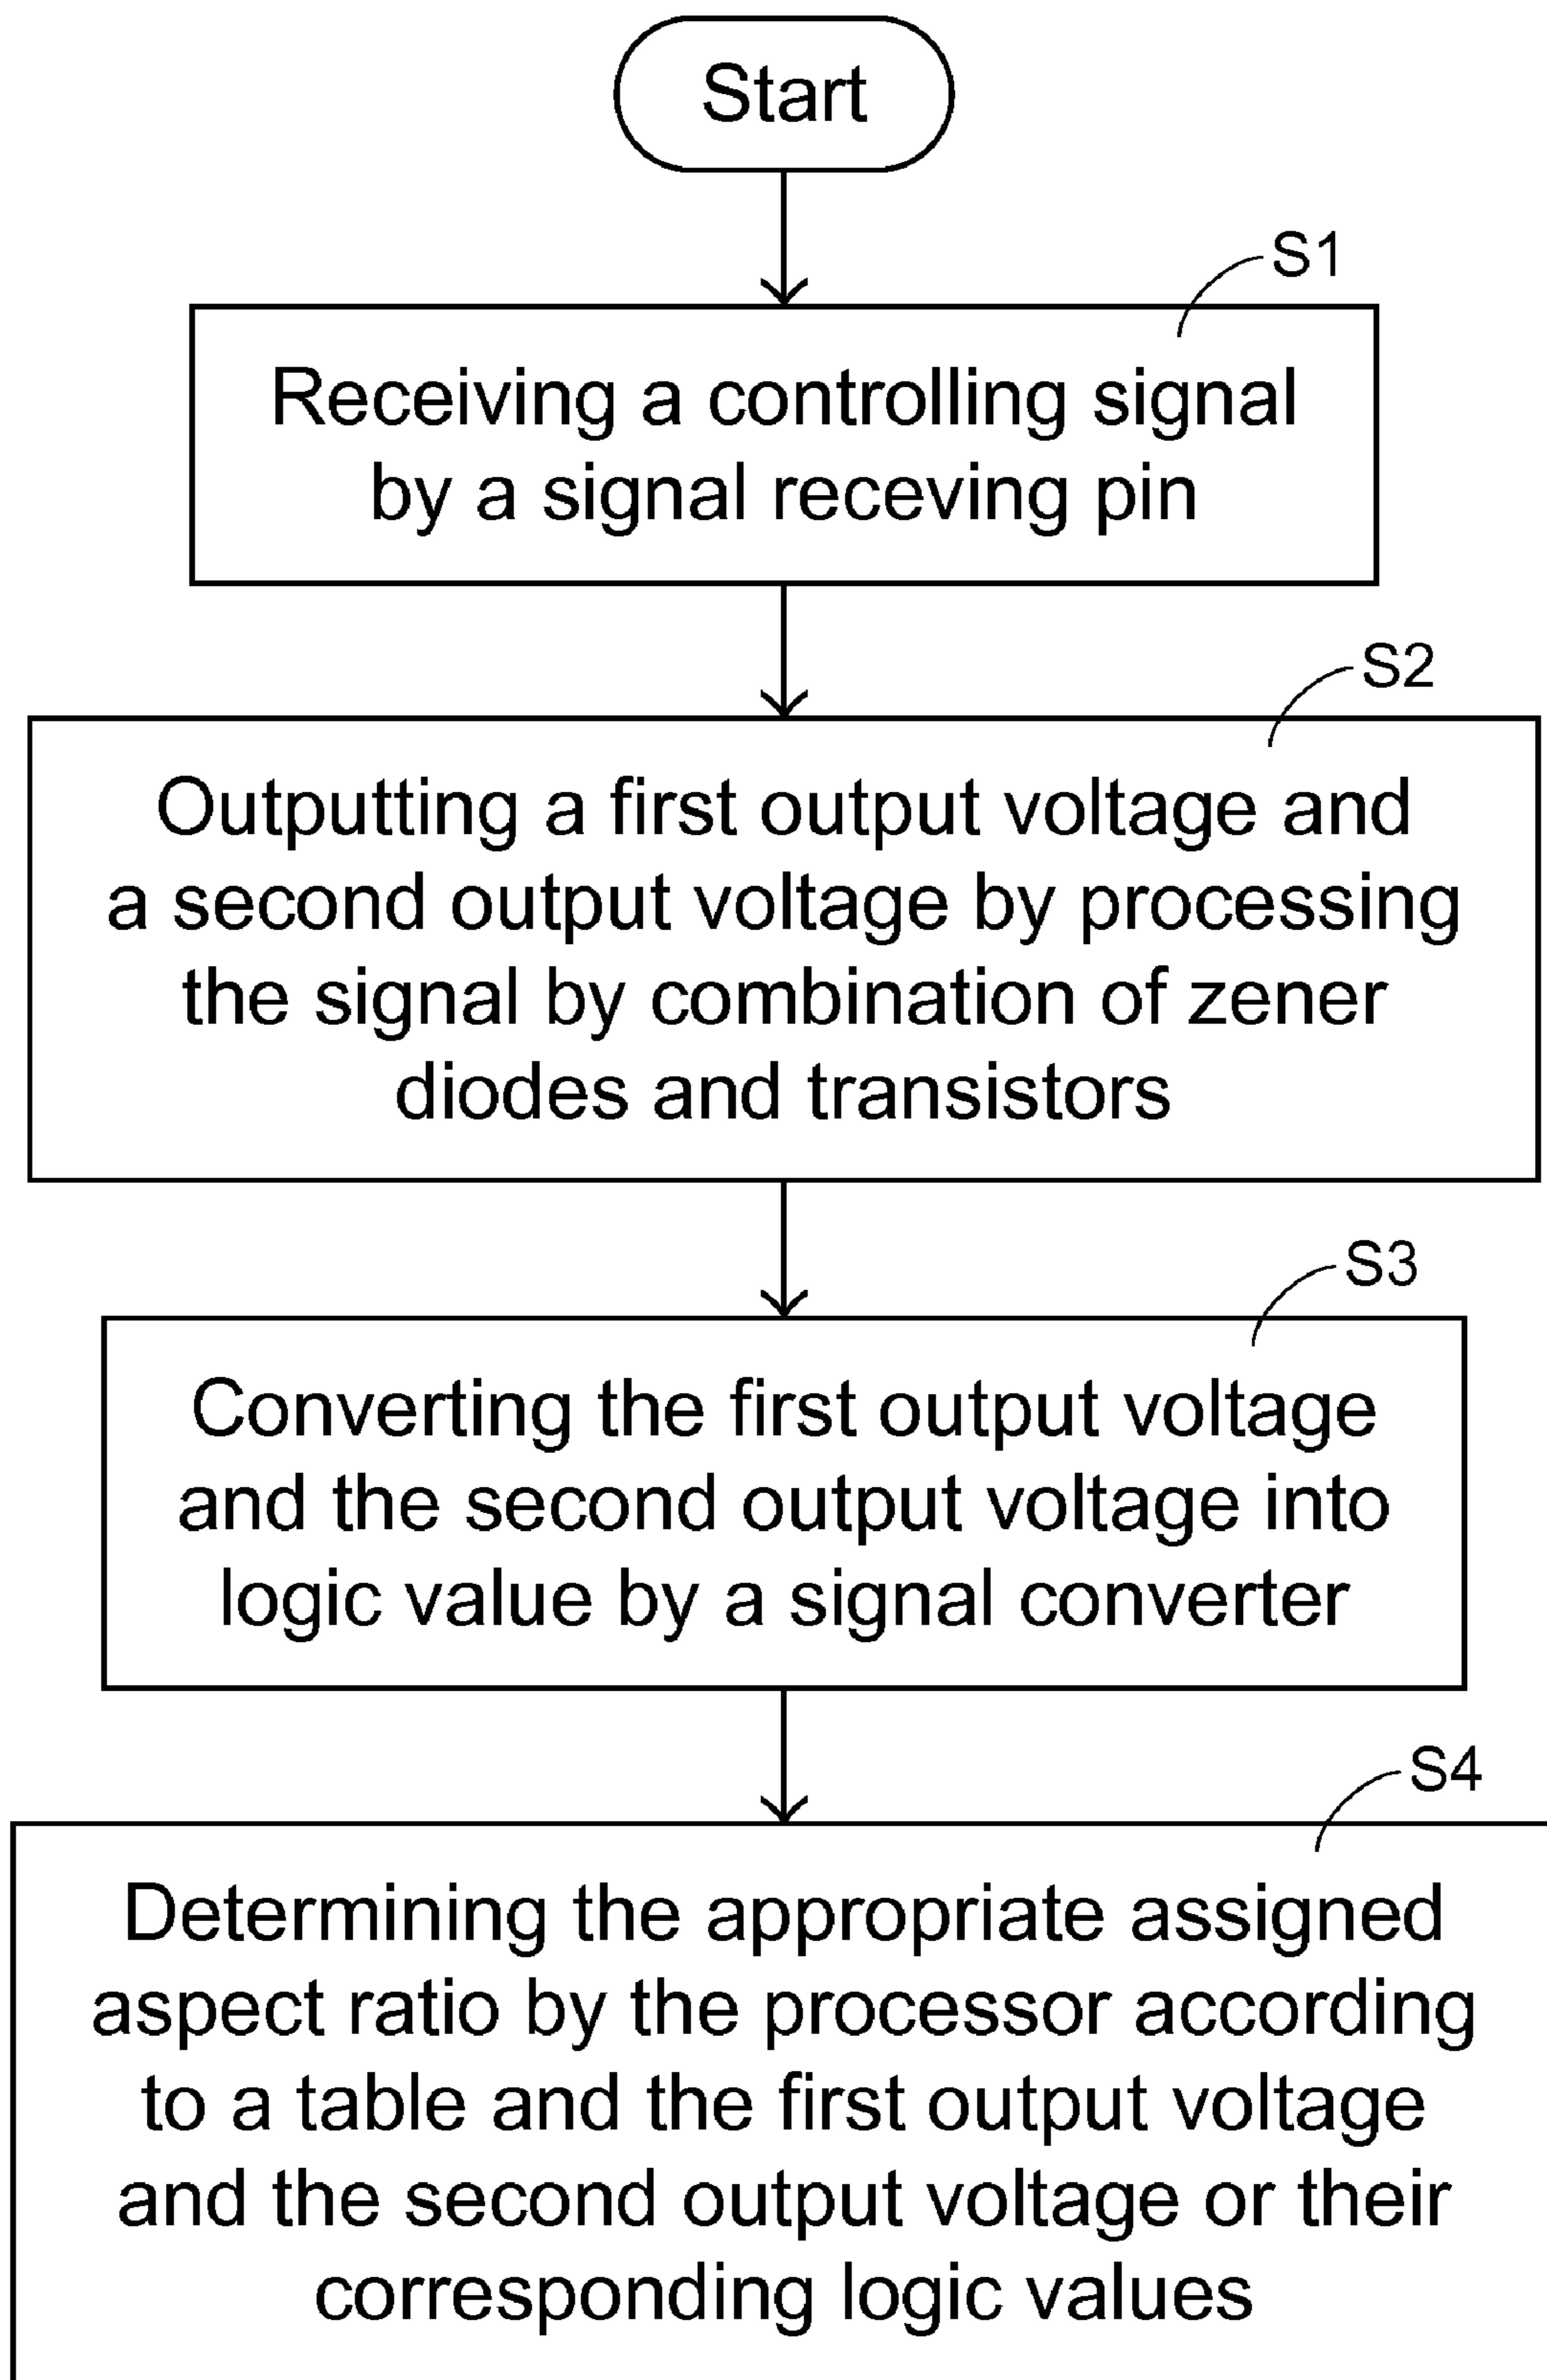 Start
S1
Receiving a controlling signal
by a signal receving pin
S2
Outputting a first output voltage and
a second output voltage by processing
the signal by combination of zener
diodes and transistors
S3
Converting the first output voltage
and the second output voltage into
logic value by a signal converter
S4
Determining the appropriate assigned
aspect ratio by the processor according
to a table and the first output voltage
and the second output voltage or their
corresponding logic values